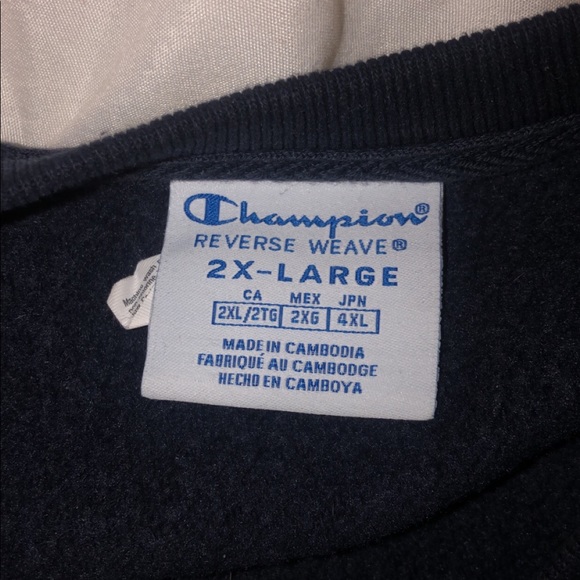 Champion®
REVERSE WEAVE®
2X-LARGE
CA MEX JPN
2XL/2TG 2XG 4XL
MADE IN CAMBODIA
FABRIQUÉ AU CAMBODGE
HECHO EN CAMBOYA